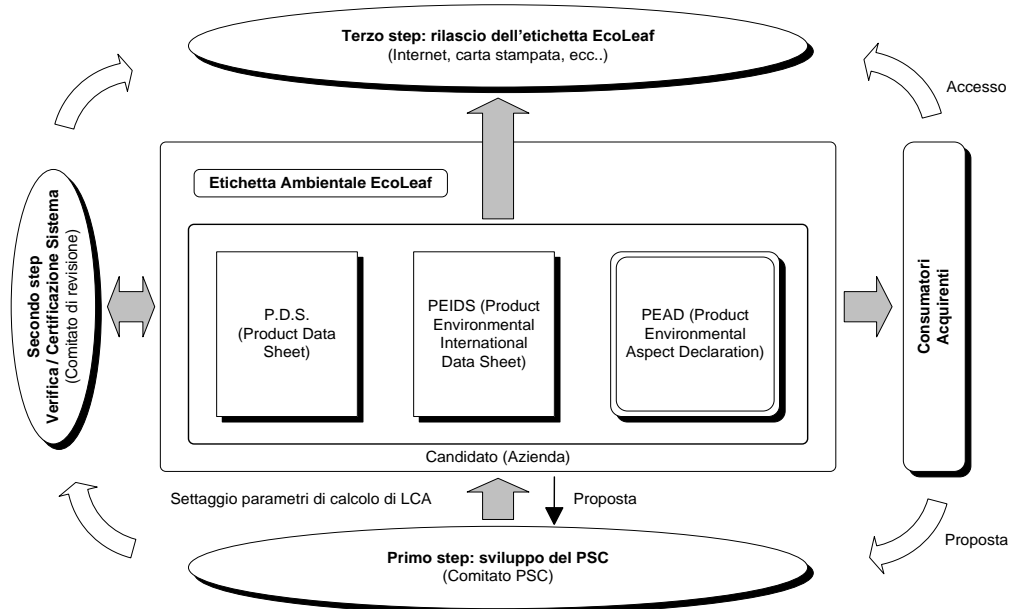 Terzo step: rilascio dell'etichetta EcoLeaf
(Internet, carta stampata, ecc..)
Accesso
Etichetta Ambientale EcoLeaf
Secondo step
Verifica / Certificazione Sistema
(Comitato di revisione)
P.D.S.
(Product Data
Sheet)
PEIDS (Product
Environmental
International
Data Sheet)
PEAD (Product
Environmental
Aspect Declaration)
Consumatori
Acquirenti
Candidato (Azienda)
Settaggio parametri di calcolo di LCA
Proposta
Proposta
Primo step: sviluppo del PSC
(Comitato PSC)